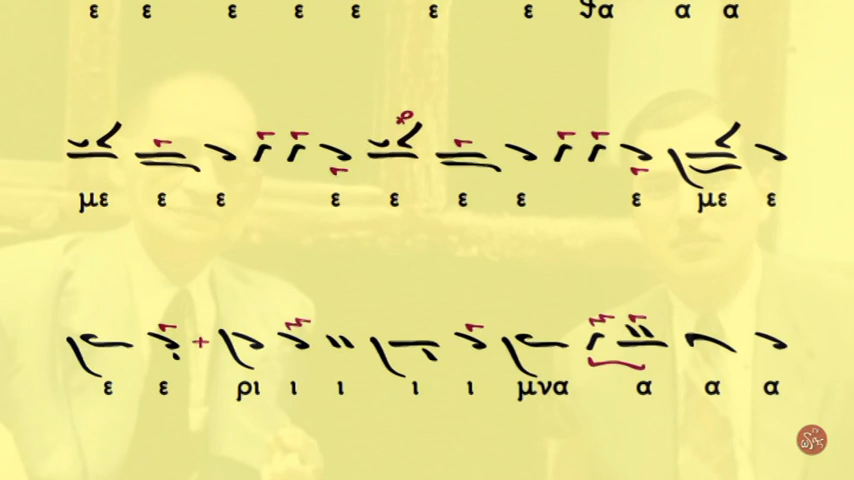 ε ε ε ε ε ε ε θα α α
με ε ε ε ε ε ε ε με ε
ε ε ρι ι ι ι ι μνα α α α